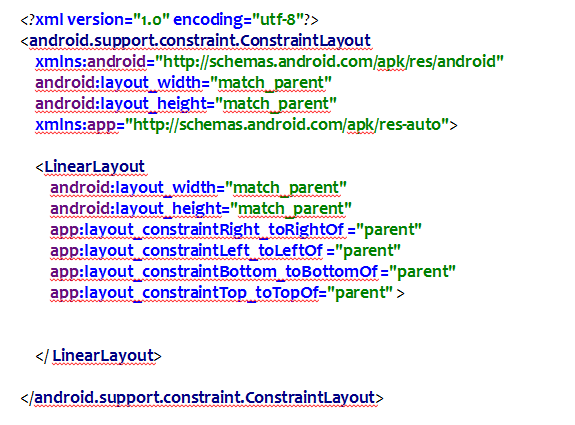 <?xml version="1.0" encoding="utf-8"?>
<android.support.constraint.ConstraintLayout
xmlns:android="http://schemas.android.com/apk/res/android"
android:layout_width="match_parent"
android:layout_height="match_parent"
xmlns:app="http://schemas.android.com/apk/res-auto">
<LinearLayout
android:layout_width="match_parent"
android:layout_height="match_parent"
app:layout_constraintRight_toRightOf="parent"
app:layout_constraintLeft_toLeftOf="parent"
app:layout_constraintBottom_toBottomOf="parent"
app:layout_constraintTop_toTopOf="parent" >
</ LinearLayout>
</android.support.constraint.ConstraintLayout>